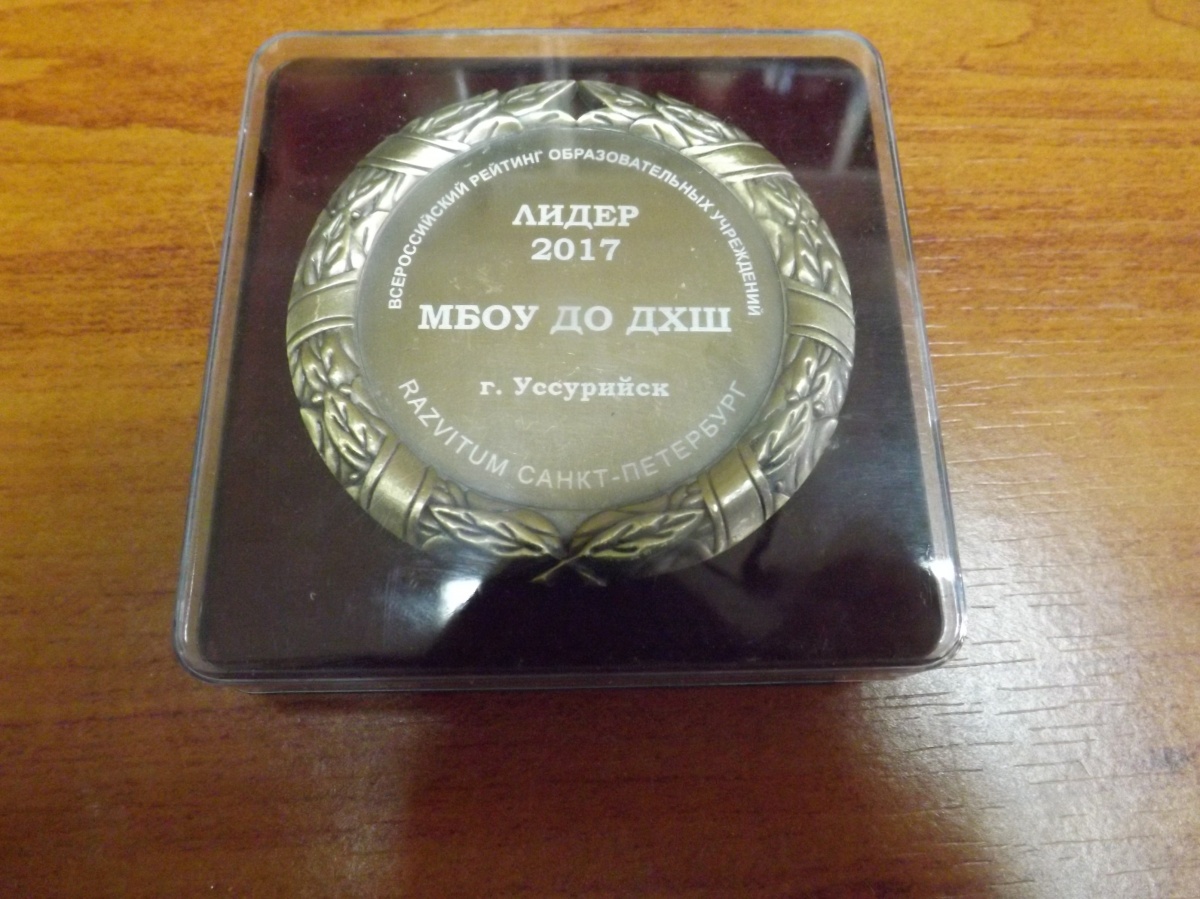 ВСЕРОССИЙСКИЙ РЕЙТИНГ ОБРАЗОВАТЕЛЬНЫХ УЧРЕЖДЕНИЙ
ЛИДЕР
2017
МБОУ ДО ДХШ
г. Уссурийск
RAZVITUM САНКТ-ПЕТЕРБУРГ